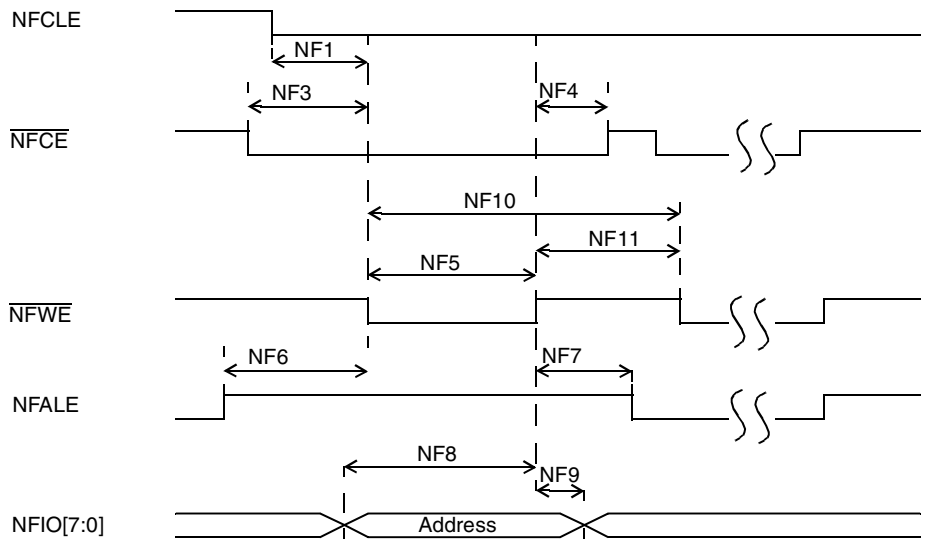 NFCLE
NF1
NF3
NF4
NFCE
NF10
NF11
NF5
NFWE
NF6
NF7
NFALE
NF8
NF9
NFIO[7:0]
Address